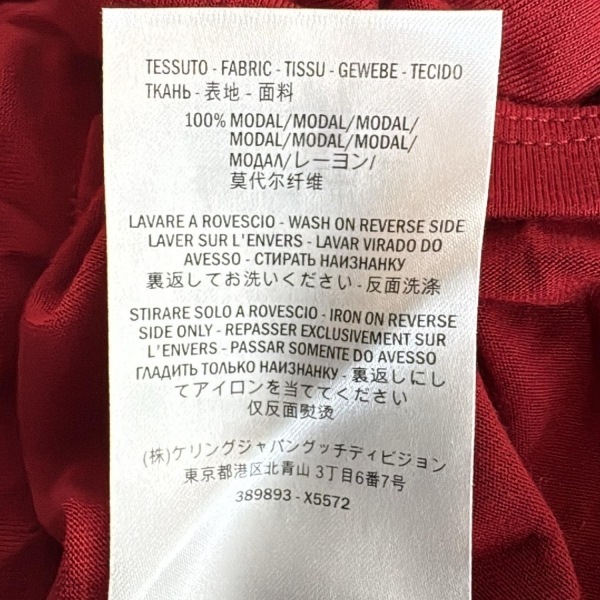 TESSUTO - FABRIC - TISSU - GEWEBE - TECIDO
ТКАНЬ - 表地 - 面料
100% MODAL/MODAL/MODAL/
MODAL/MODAL/MODAL/
МОДАЛ/レーヨン/
莫代尔纤维
LAVARE A ROVESCIO - WASH ON REVERSE SIDE
LAVER SUR L'ENVERS - LAVAR VIRADO DO
AVESSO - СТИРАТЬ НАИЗНАНКУ
裏返してお洗いください - 反面洗涤
STIRARE SOLO A ROVESCIO - IRON ON REVERSE
SIDE ONLY - REPASSER EXCLUSIVEMENT SUR
L'ENVERS - PASSAR SOMENTE DO AVESSO
ГЛАДИТЬ ТОЛЬКО НАИЗНАНКУ - 裏返しにし
てアイロンを当ててください
仅反面熨烫
(株)ケリングジャパングッチディビジョン
東京都港区北青山 3丁目6番7号
389893 - X5572